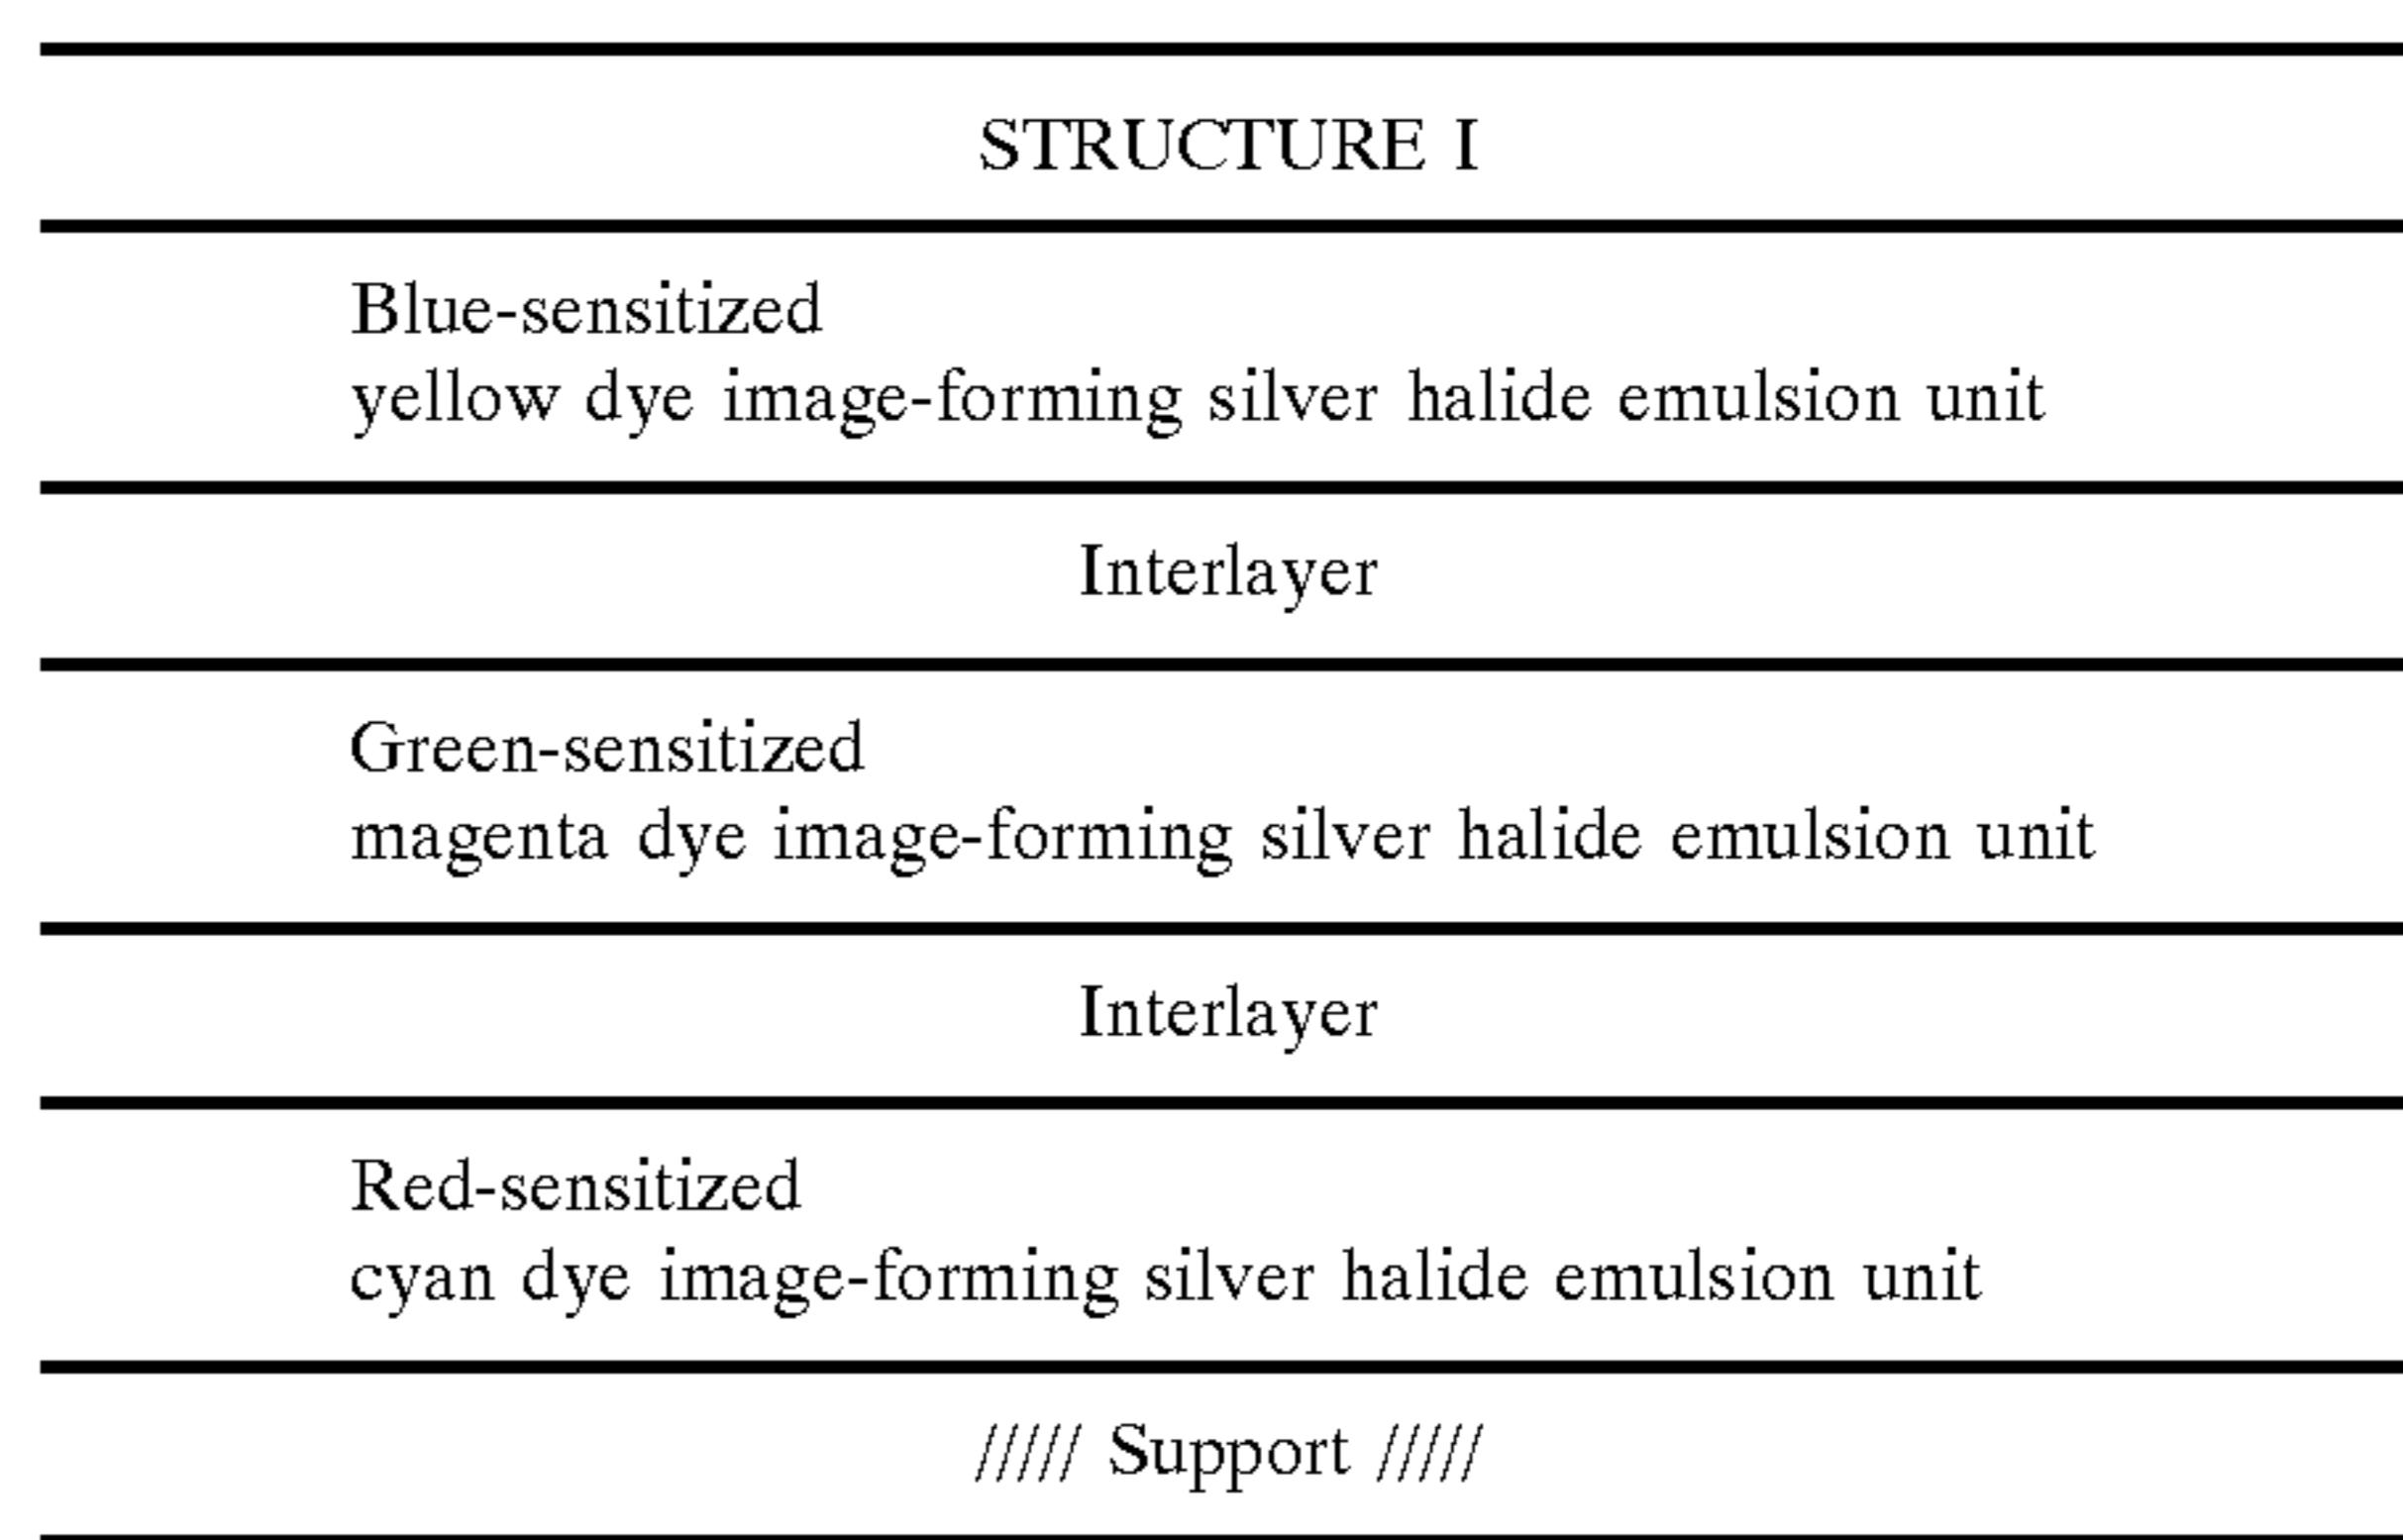 STRUCTURE I
Blue-sensitized
yellow dye image-forming silver halide emulsion unit
Interlayer
Green-sensitized
magenta dye image-forming silver halide emulsion unit
Interlayer
Red-sensitized
cyan dye image-forming silver halide emulsion unit
///// Support /////